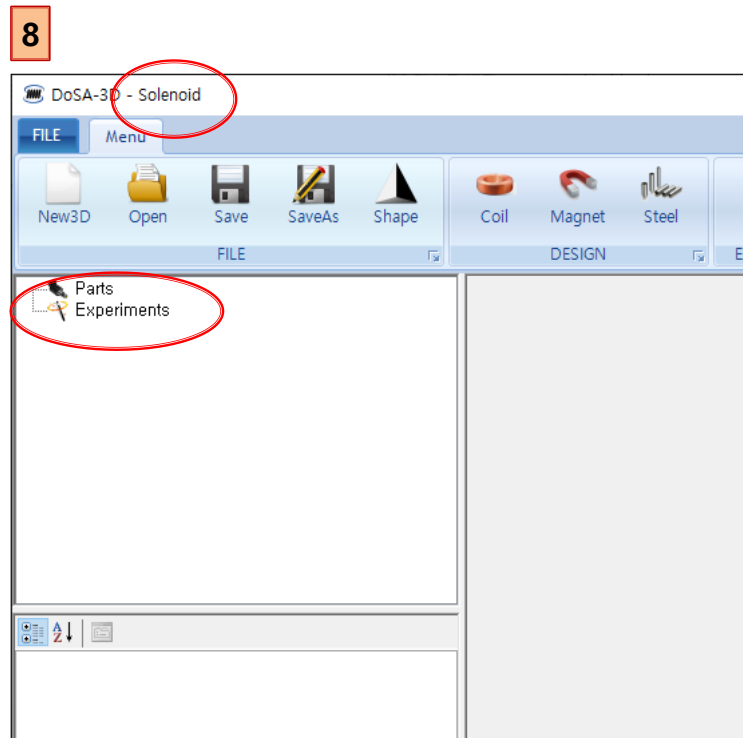 8
DoSA-3D - Solenoid
FILE Menu
New3D Open Save SaveAs Shape Coil Magnet Steel
FILE DESIGN E
Parts
Experiments
A
Z